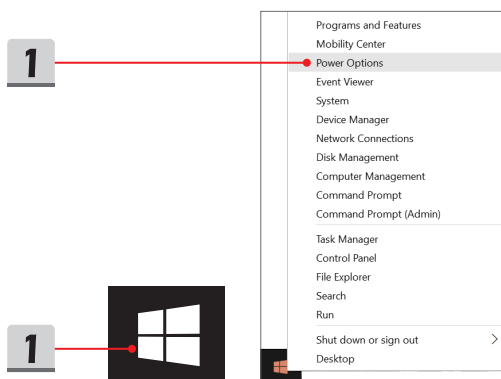 Programs and Features
Mobility Center
1
Power Options
Event Viewer
System
Device Manager
Network Connections
Disk Management
Computer Management
Command Prompt
Command Prompt (Admin)
Task Manager
Control Panel
File Explorer
Search
Run
1
Shut down or sign out
Desktop